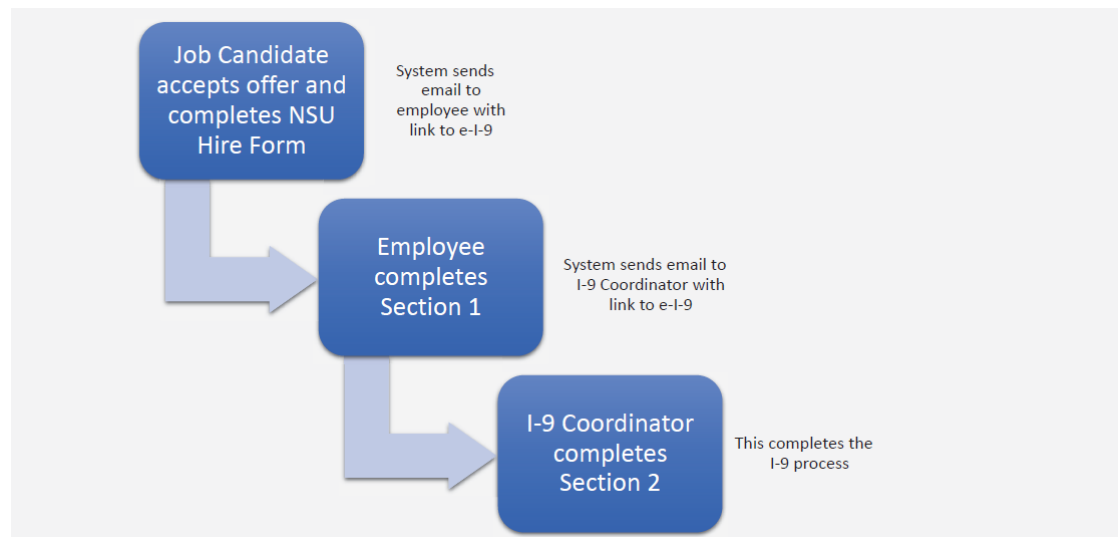 Job Candidate
accepts offer and
completes NSU
Hire Form
System sends
email to
employee with
link to e-I-9
Employee
completes
Section 1
System sends email to
I-9 Coordinator with
link to e-I-9
I-9 Coordinator
completes
Section 2
This completes the
I-9 process